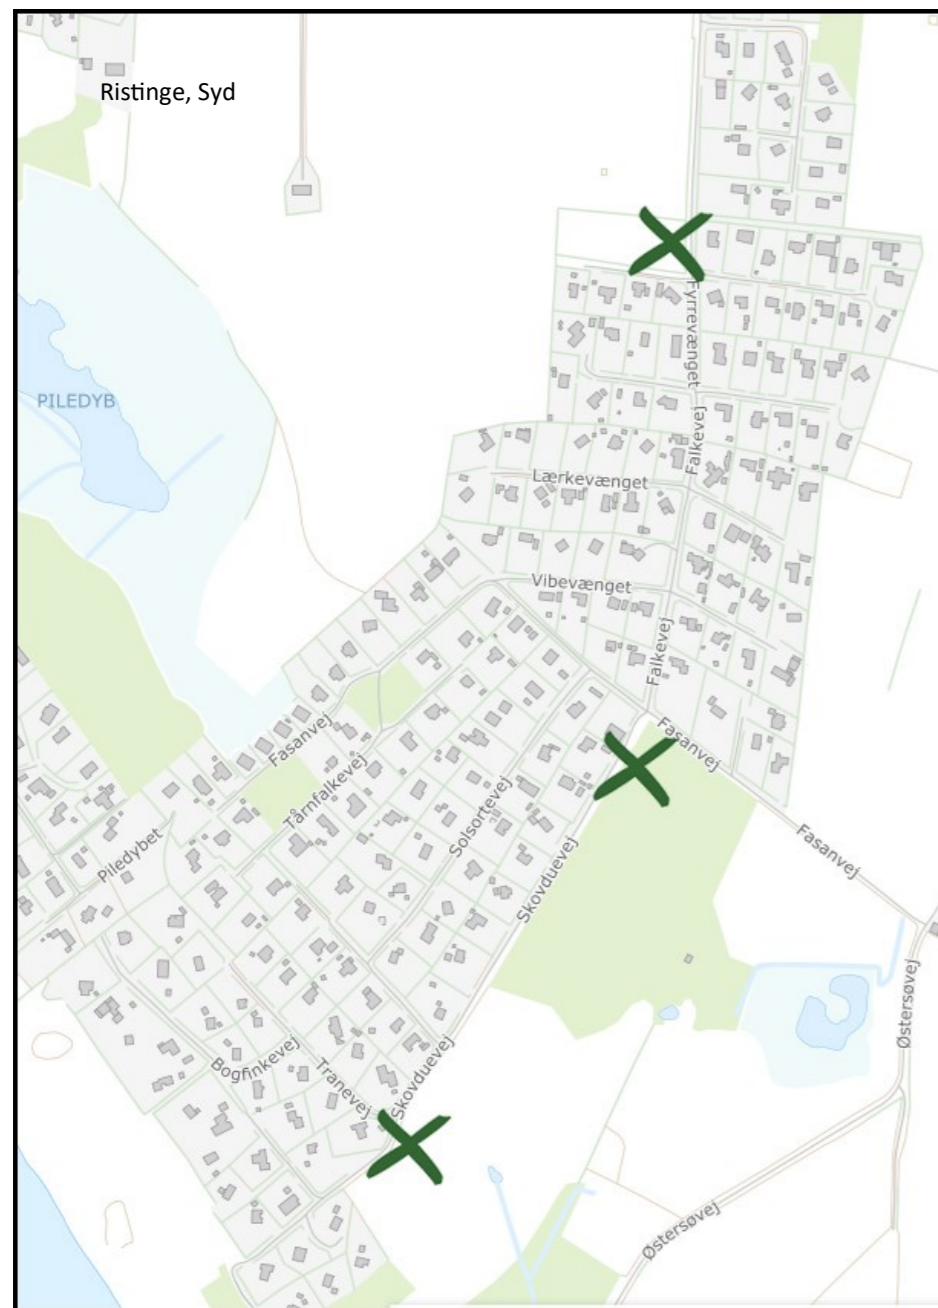 Ristinge, Syd
Fyrrevænget
PILEDYB
Falkevej
Lærkevænget
Vibevænget
Falkevej
Fasanvej
Fasanvej
Tårnfalkevej
Solsortevej
Fasanvej
Piledybet
Skovduevej
Østersøvej
Bogfinkevej
Tranevej
Skovduevej
Østersøvej